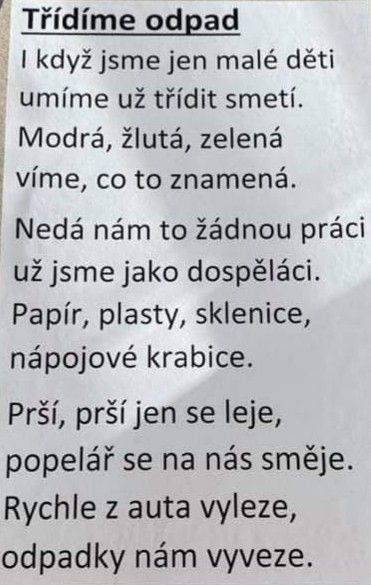 Třídíme odpad
I když jsme jen malé děti
umíme už třídit smetí.
Modrá, žlutá, zelená
víme, co to znamená.
Nedá nám to žádnou práci
už jsme jako dospěláci.
Papír, plasty, sklenice,
nápojové krabice.
Prší, prší jen se leje,
popelář se na nás směje.
Rychle z auta vyleze,
odpadky nám vyveze.